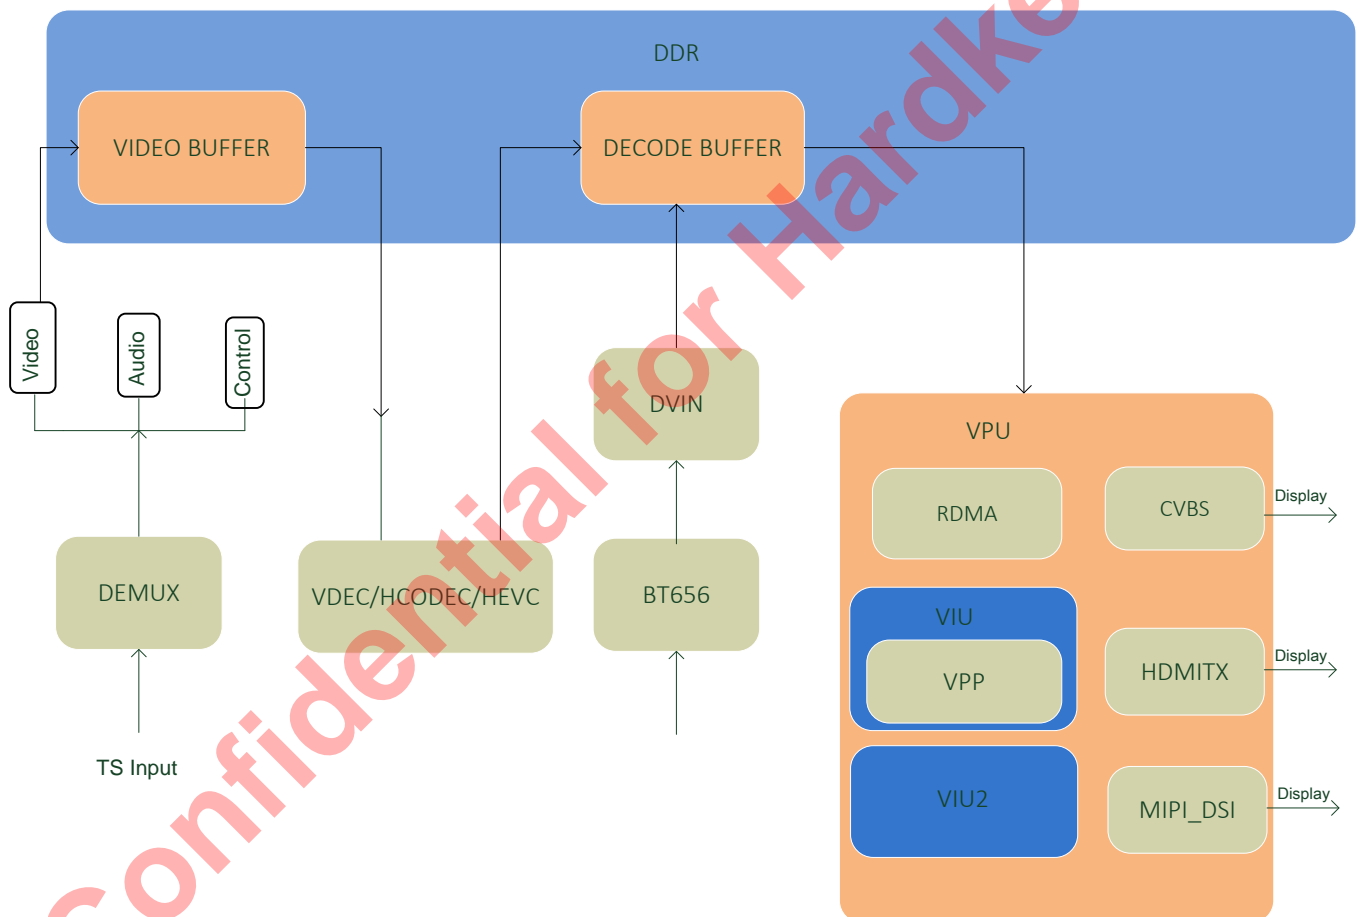 DDR
VIDEO BUFFER
DECODE BUFFER
Video
Audio
Control
DVIN
VPU
RDMA
CVBS
Display
DEMUX
VDEC/HCODEC/HEVC
BT656
VIU
VPP
HDMITX
Display
TS Input
VIU2
MIPI_DSI
Display
Confidential for Hardke